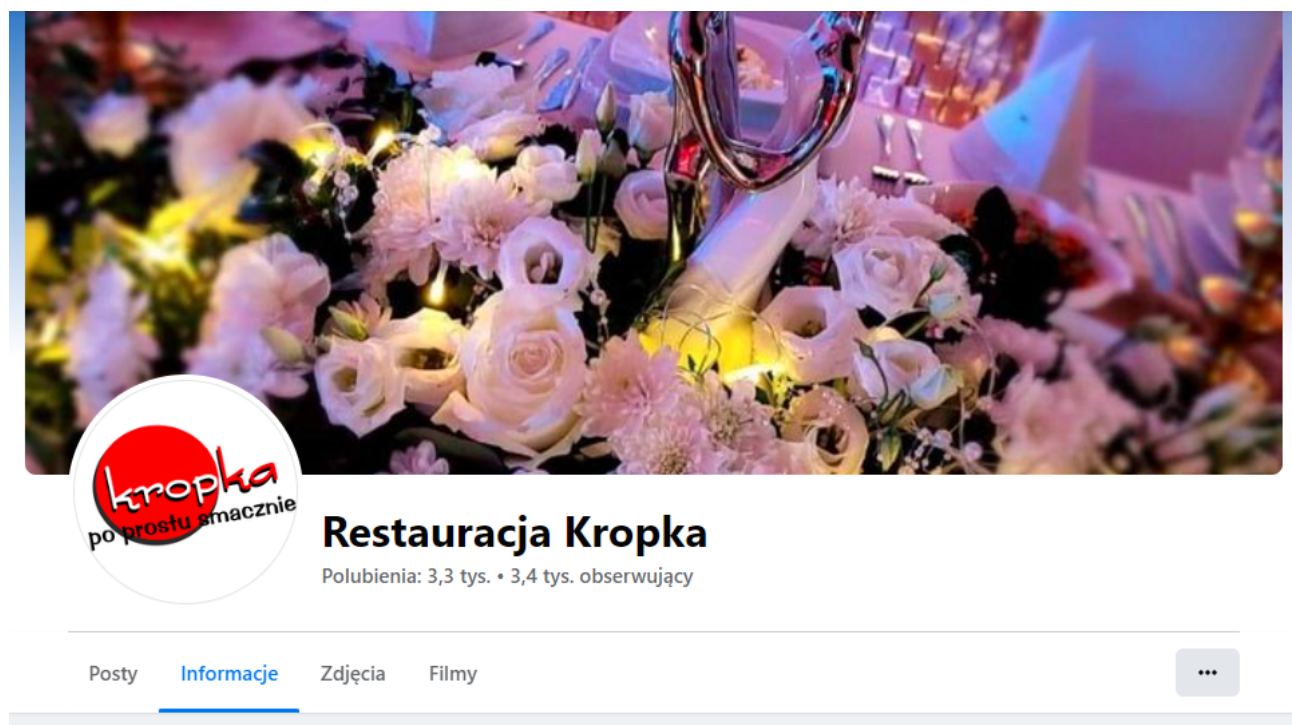 kropka
po prostu smacznie
Restauracja Kropka
Polubienia: 3,3 tys. • 3,4 tys. obserwujący
Posty Informacje Zdjęcia Filmy